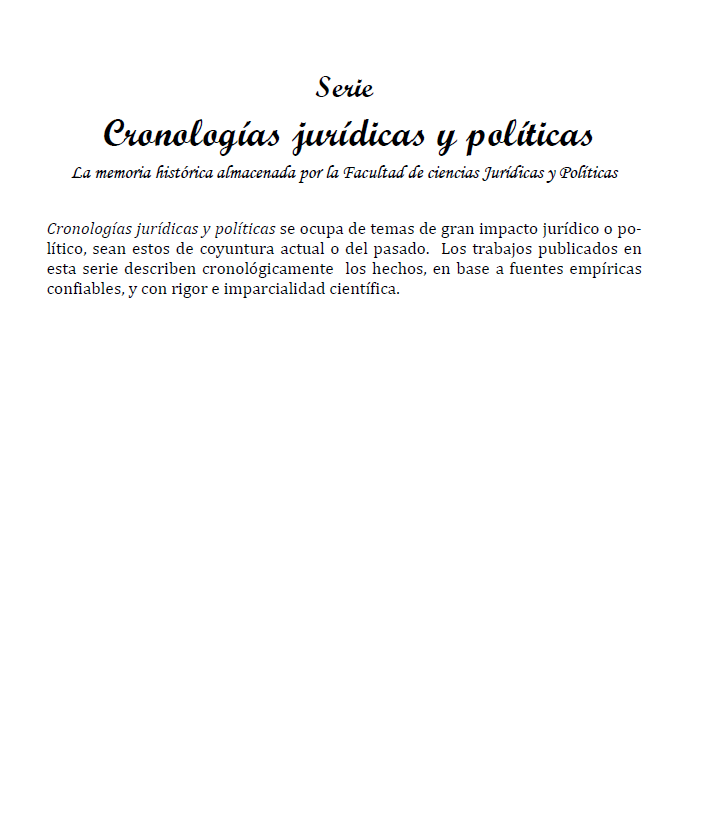 Serie
Cronologías jurídicas y políticas
La memoria histórica almacenada por la Facultad de ciencias Jurídicas y Políticas
Cronologías jurídicas y políticas se ocupa de temas de gran impacto jurídico o po-
lítico, sean estos de coyuntura actual o del pasado.  Los trabajos publicados en
esta serie describen cronológicamente  los hechos, en base a fuentes empíricas
confiables, y con rigor e imparcialidad científica.